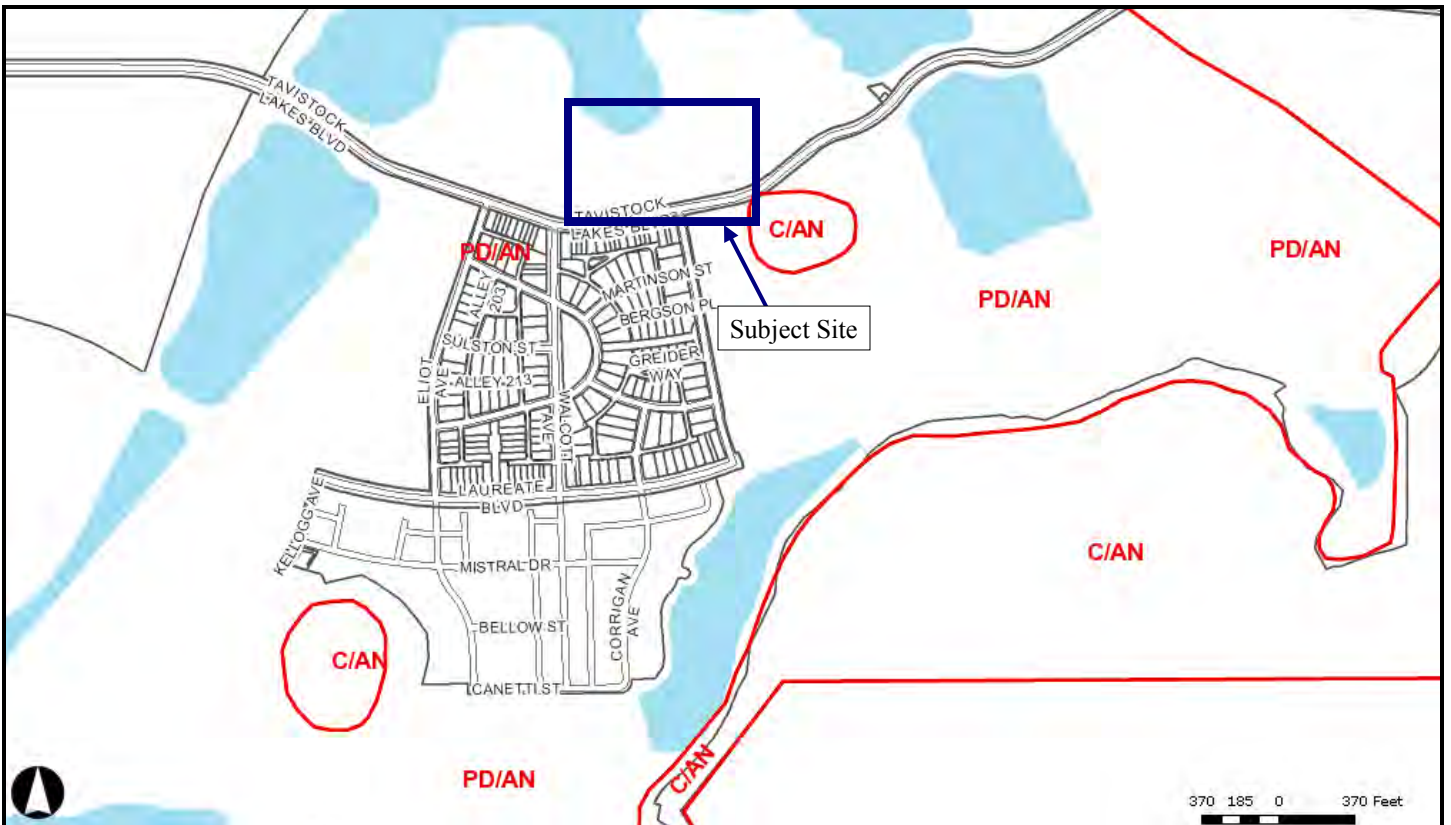 TAVISTOCK
LAKES BLVD
TAVISTOCK
LAKES BLVD
C/AN
PD/AN
PD/AN
PD/AN
MARTINSON ST
ALLEY
203
BERGSON PL
Subject Site
SULSTON ST
GREIDER
WAY
ELIOT
AVE
ALLEY 213
WALCOTT
AVE
LAUREATE
BLVD
KELLOGG AVE
C/AN
MISTRAL DR
CORRIGAN
AVE
BELLOW ST
C/AN
CANETTI ST
C/AN
PD/AN
370 185 0 370 Feet